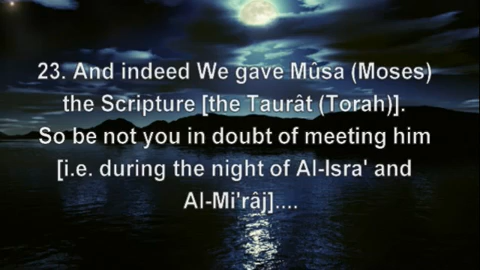 23. And indeed We gave Mûsa (Moses)
the Scripture [the Taurât (Torah)].
So be not you in doubt of meeting him
[i.e. during the night of Al-Isra' and
Al-Mi'râj]....